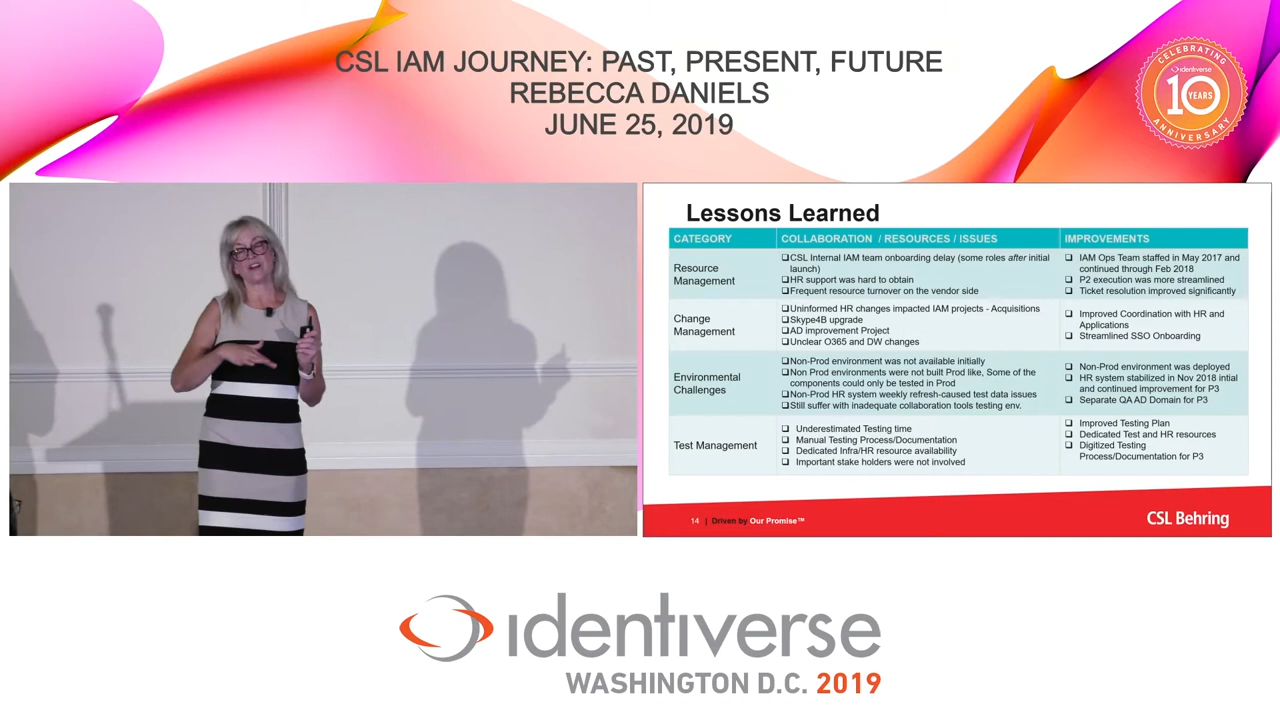 CSL IAM JOURNEY: PAST, PRESENT, FUTURE
REBECCA DANIELS
JUNE 25, 2019
CELEBRATING
identiverse
10
YEARS
ANNIVERSARY
Lessons Learned
CATEGORY
COLLABORATION / RESOURCES / ISSUES
IMPROVEMENTS
Resource
Management
❑CSL Internal IAM team onboarding delay (some roles after initial
launch)
❑HR support was hard to obtain
❑Frequent resource turnover on the vendor side
❑ IAM Ops Team staffed in May 2017 and
continued through Feb 2018
❑ P2 execution was more streamlined
❑ Ticket resolution improved significantly
Change
Management
❑Uninformed HR changes impacted IAM projects - Acquisitions
❑Skype4B upgrade
❑AD improvement Project
❑Unclear O365 and DW changes
❑ Improved Coordination with HR and
Applications
❑ Streamlined SSO Onboarding
Environmental
Challenges
❑Non-Prod environment was not available initially
❑Non Prod environments were not built Prod like, Some of the
components could only be tested in Prod
❑Non-Prod HR system weekly refresh-caused test data issues
❑Still suffer with inadequate collaboration tools testing env.
❑ Non-Prod environment was deployed
❑ HR system stabilized in Nov 2018 intial
and continued improvement for P3
❑ Separate QA AD Domain for P3
Test Management
❑ Underestimated Testing time
❑ Manual Testing Process/Documentation
❑ Dedicated Infra/HR resource availability
❑ Important stake holders were not involved
❑ Improved Testing Plan
❑ Dedicated Test and HR resources
❑ Digitized Testing
Process/Documentation for P3
14 | Driven by Our Promise™
CSL Behring
identiverse
WASHINGTON D.C. 2019